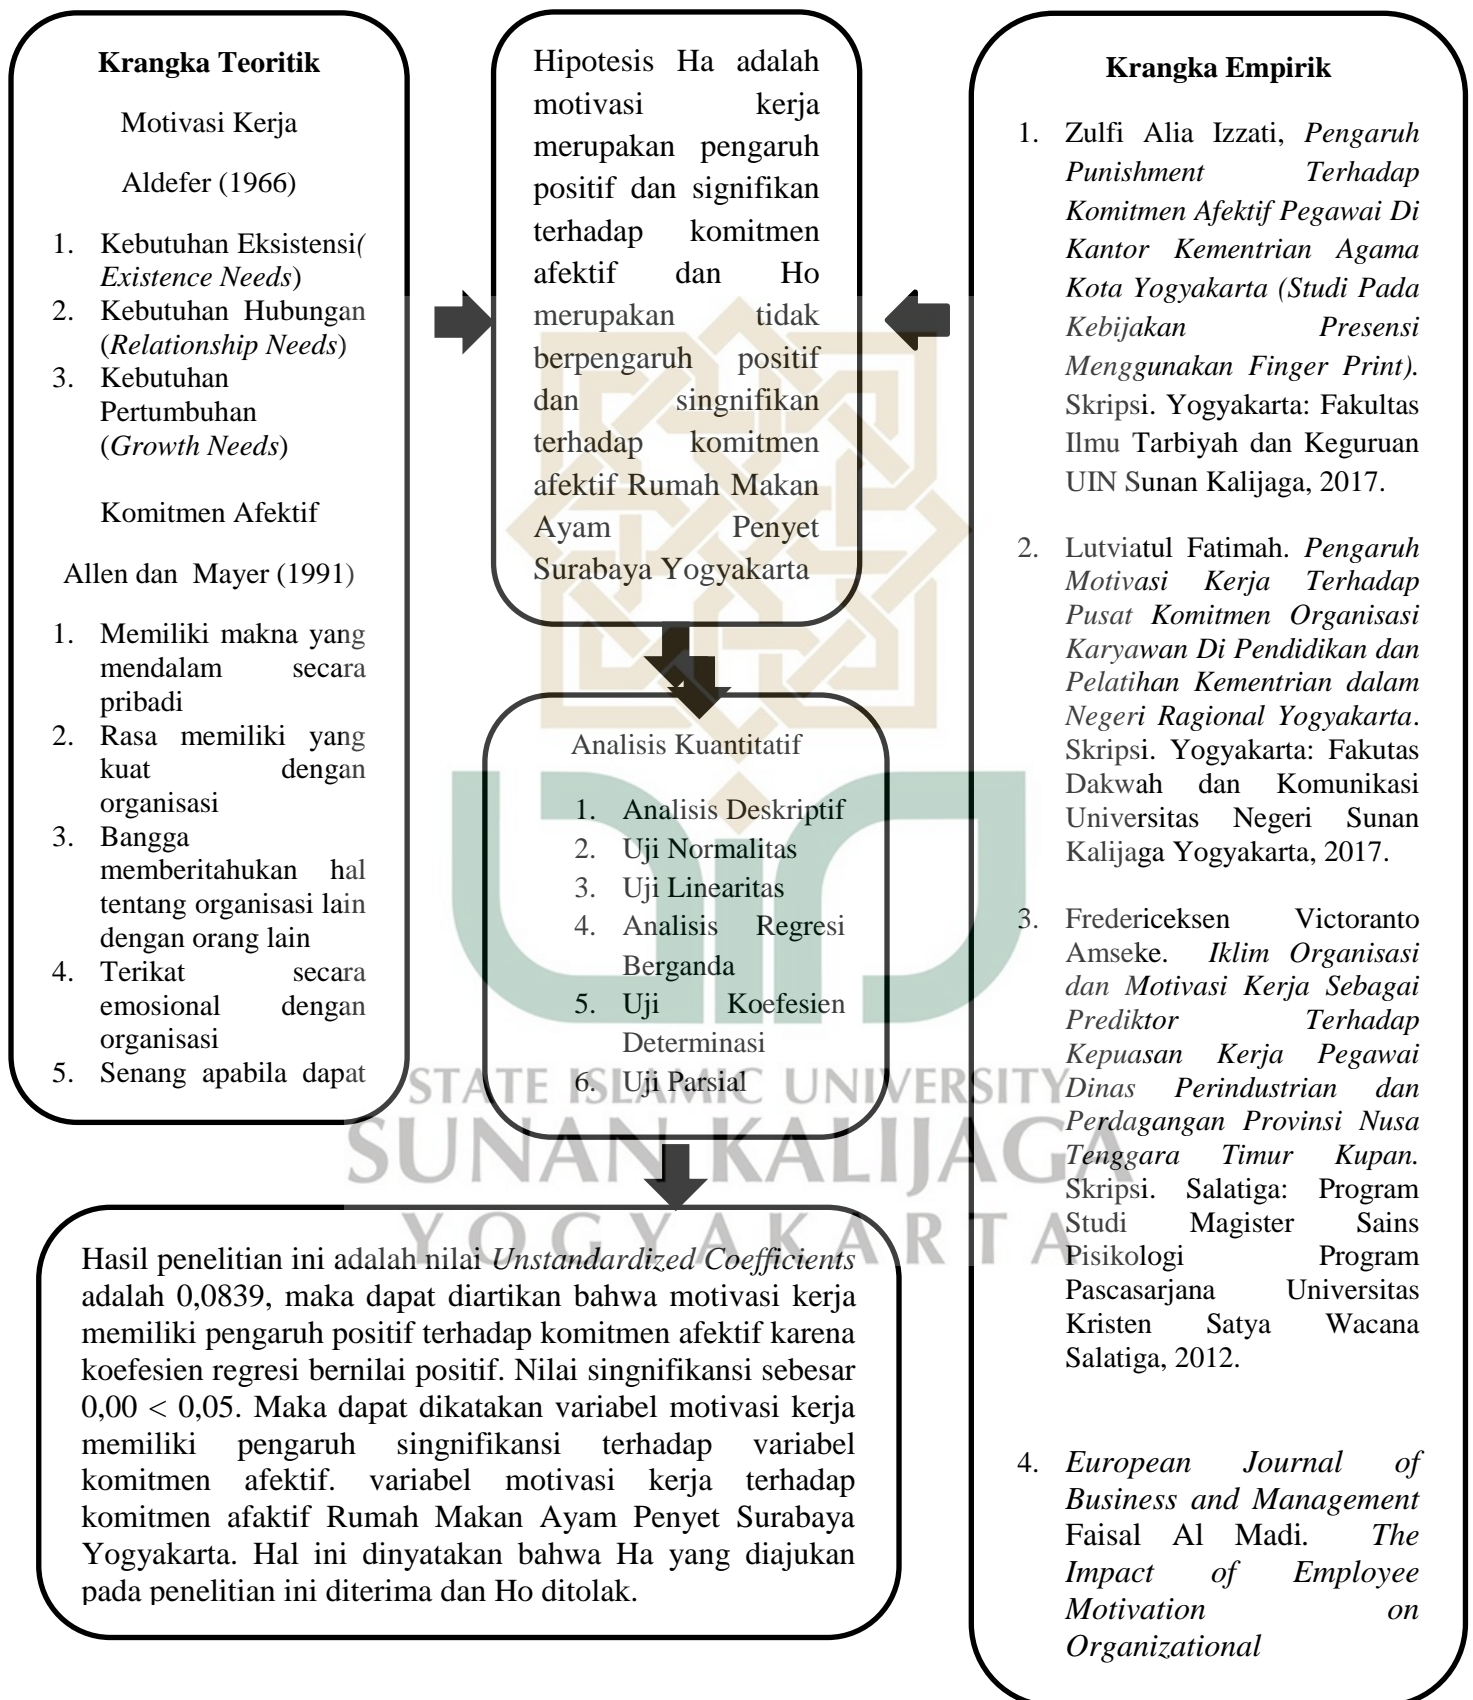 Krangka Teoritik
Motivasi Kerja
Aldefer (1966)
1. Kebutuhan Eksistensi(
Existence Needs)
2. Kebutuhan Hubungan
(Relationship Needs)
3. Kebutuhan
Pertumbuhan
(Growth Needs)
Komitmen Afektif
Allen dan Mayer (1991)
1. Memiliki makna yang
mendalam secara
pribadi
2. Rasa memiliki yang
kuat dengan
organisasi
3. Bangga
memberitahukan hal
tentang organisasi lain
dengan orang lain
4. Terikat secara
emosional dengan
organisasi
5. Senang apabila dapat
Hipotesis Ha adalah
motivasi kerja
merupakan pengaruh
positif dan signifikan
terhadap komitmen
afektif dan Ho
merupakan tidak
berpengaruh positif
dan singnifikan
terhadap komitmen
afektif Rumah Makan
Ayam Penyet
Surabaya Yogyakarta
Analisis Kuantitatif
1. Analisis Deskriptif
2. Uji Normalitas
3. Uji Linearitas
4. Analisis Regresi
Berganda
5. Uji Koefesien
Determinasi
6. Uji Parsial
Hasil penelitian ini adalah nilai Unstandardized Coefficients
adalah 0,0839, maka dapat diartikan bahwa motivasi kerja
memiliki pengaruh positif terhadap komitmen afektif karena
koefesien regresi bernilai positif. Nilai singnifikansi sebesar
0,00 < 0,05. Maka dapat dikatakan variabel motivasi kerja
memiliki pengaruh singnifikansi terhadap variabel
komitmen afektif. variabel motivasi kerja terhadap
komitmen afaktif Rumah Makan Ayam Penyet Surabaya
Yogyakarta. Hal ini dinyatakan bahwa Ha yang diajukan
pada penelitian ini diterima dan Ho ditolak.
Krangka Empirik
1. Zulfi Alia Izzati, Pengaruh
Punishment Terhadap
Komitmen Afektif Pegawai Di
Kantor Kementrian Agama
Kota Yogyakarta (Studi Pada
Kebijakan Presensi
Menggunakan Finger Print).
Skripsi. Yogyakarta: Fakultas
Ilmu Tarbiyah dan Keguruan
UIN Sunan Kalijaga, 2017.
2. Lutviatul Fatimah. Pengaruh
Motivasi Kerja Terhadap
Pusat Komitmen Organisasi
Karyawan Di Pendidikan dan
Pelatihan Kementrian dalam
Negeri Ragional Yogyakarta.
Skripsi. Yogyakarta: Fakutas
Dakwah dan Komunikasi
Universitas Negeri Sunan
Kalijaga Yogyakarta, 2017.
3. Fredericeksen Victoranto
Amseke. Iklim Organisasi
dan Motivasi Kerja Sebagai
Prediktor Terhadap
Kepuasan Kerja Pegawai
Dinas Perindustrian dan
Perdagangan Provinsi Nusa
Tenggara Timur Kupan.
Skripsi. Salatiga: Program
Studi Magister Sains
Pisikologi Program
Pascasarjana Universitas
Kristen Satya Wacana
Salatiga, 2012.
4. European Journal of
Business and Management
Faisal Al Madi. The
Impact of Employee
Motivation on
Organizational
STATE ISLAMIC UNIVERSITY
SUNAN KALIJAGA
YOGYAKARTA